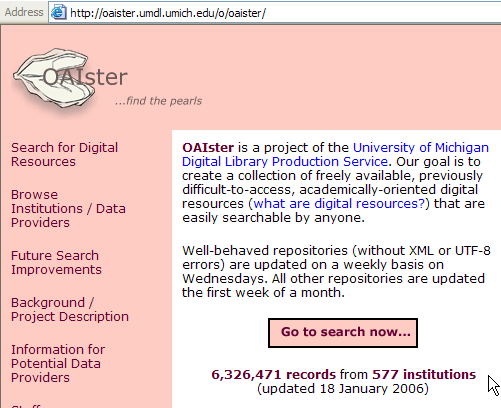 Address http://oaister.umdl.umich.edu/o/oaister/
OAIster
...find the pearls
Search for Digital
Resources
Browse
Institutions / Data
Providers
Future Search
Improvements
Background /
Project Description
Information for
Potential Data
Providers
Staff
OAIster is a project of the University of Michigan
Digital Library Production Service. Our goal is to
create a collection of freely available, previously
difficult-to-access, academically-oriented digital
resources (what are digital resources?) that are
easily searchable by anyone.
Well-behaved repositories (without XML or UTF-8
errors) are updated on a weekly basis on
Wednesdays. All other repositories are updated
the first week of a month.
Go to search now...
6,326,471 records from 577 institutions
(updated 18 January 2006)